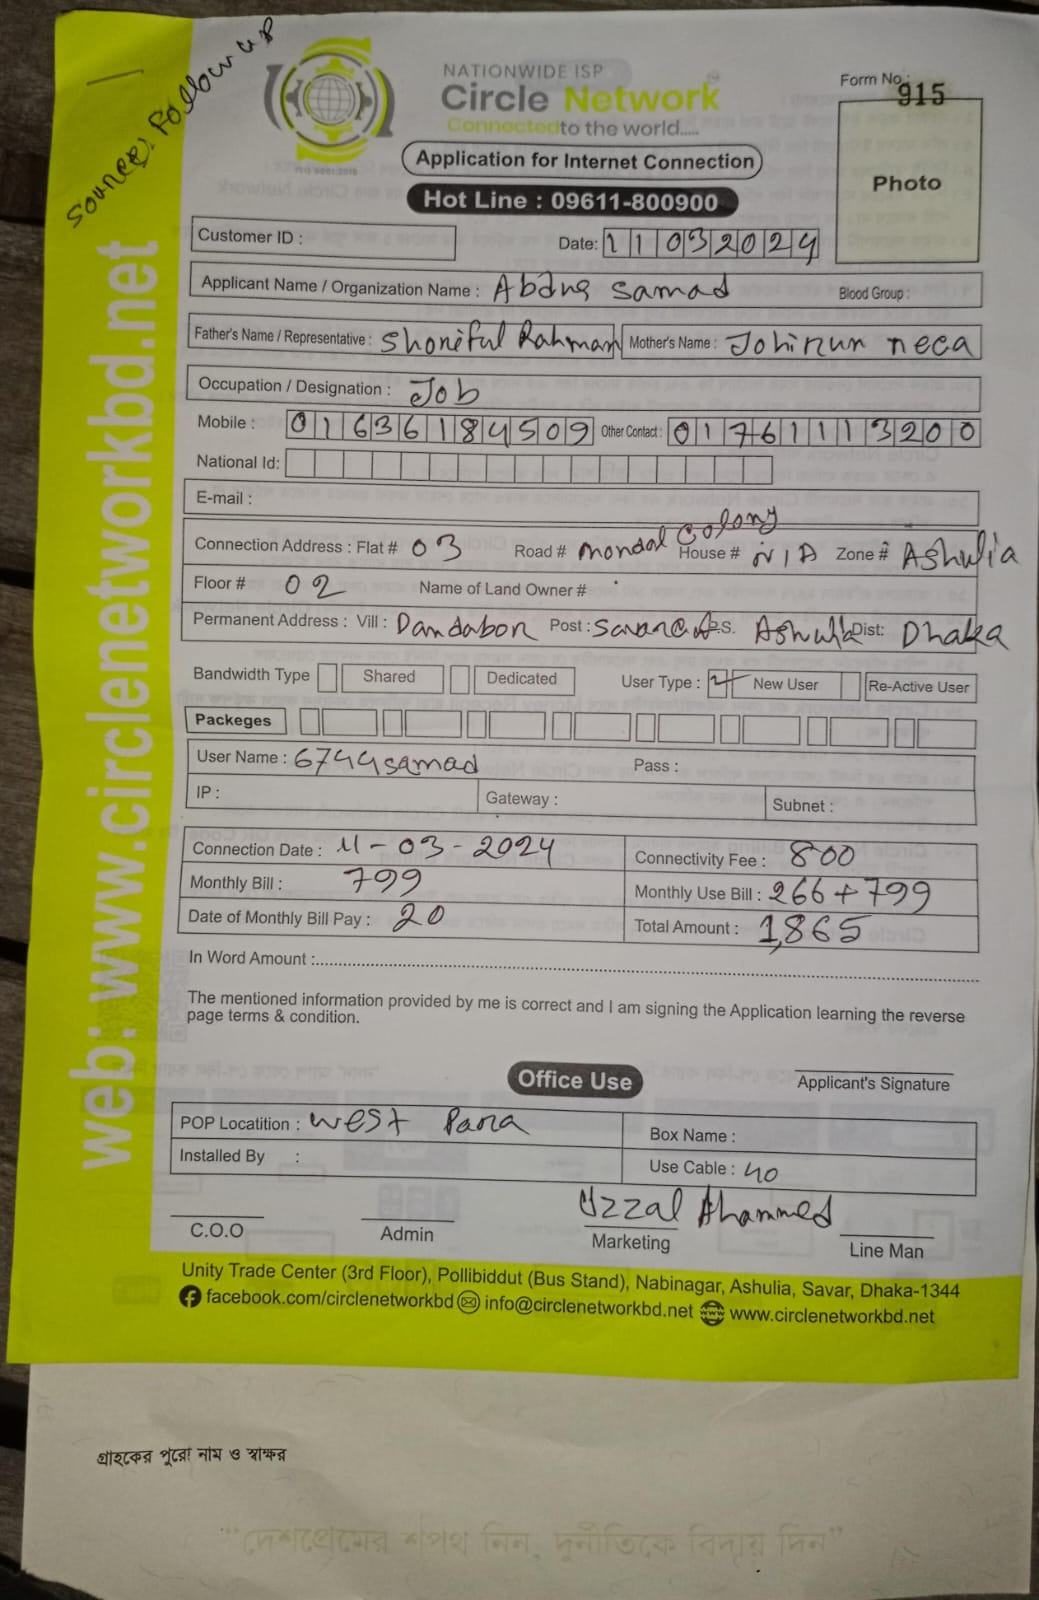 Source: Follow up
NATIONWIDE ISP
Circle Network
Connected to the world.....
ISO 9001:2015
Application for Internet Connection
Hot Line : 09611-800900
Form No.: 915
Photo
Customer ID :
Date: 11032024
Applicant Name / Organization Name : Abdus samad
Blood Group :
Father's Name / Representative : Shoriful Rahman Mother's Name : Johirun neca
Occupation / Designation : Job
Mobile : 01636184509 Other Contact : 01761113200
National Id:
E-mail :
Connection Address : Flat # 03 Road # mondal Colony House # N/A Zone # Ashulia
Floor # 02 Name of Land Owner #
Permanent Address : Vill : Dandabor Post : P.S. Ashulia Dist: Dhaka
Bandwidth Type Shared Dedicated User Type : New User Re-Active User
Packeges
User Name : 6744samad Pass :
IP : Gateway : Subnet :
Connection Date : 11-03-2024 Connectivity Fee : 800
Monthly Bill : 799 Monthly Use Bill : 266+799
Date of Monthly Bill Pay : 20 Total Amount : 1,865
In Word Amount :
The mentioned information provided by me is correct and I am signing the Application learning the reverse
page terms & condition.
Office Use
Applicant's Signature
POP Locatition : west Para Box Name :
Installed By : Use Cable : 40
Uzzal Ahammed
C.O.O Admin Marketing Line Man
Unity Trade Center (3rd Floor), Pollibiddut (Bus Stand), Nabinagar, Ashulia, Savar, Dhaka-1344
facebook.com/circlenetworkbd info@circlenetworkbd.net www.circlenetworkbd.net
web: www.circlenetworkbd.net
গ্রাহকের পুরো নাম ও স্বাক্ষর
"দেশপ্রেমের শপথ নিন, দুর্নীতিকে বিদায় দিন"